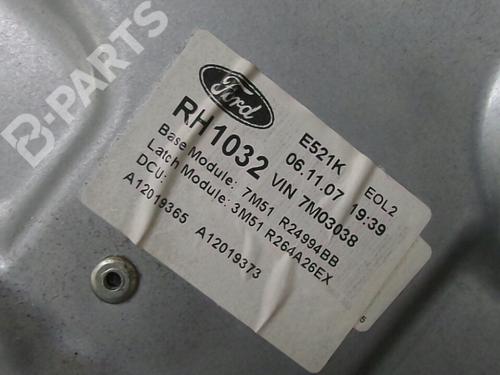 B-PARTS
Ford
E521K EOL2
RH1032 06.11.07 19:39
VIN 7M03038
Base Module: 7M51 R24994BB
Latch Module: 3M51 R264A26EX
DCU:
A12019365 A12019373
5